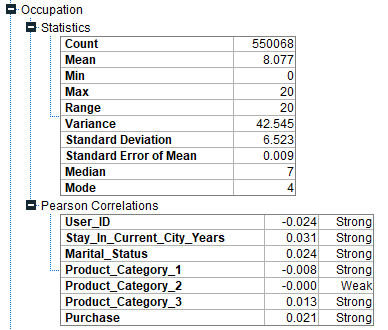 Occupation
Statistics
Count 550068
Mean 8.077
Min 0
Max 20
Range 20
Variance 42.545
Standard Deviation 6.523
Standard Error of Mean 0.009
Median 7
Mode 4
Pearson Correlations
User_ID -0.024 Strong
Stay_In_Current_City_Years 0.031 Strong
Marital_Status 0.024 Strong
Product_Category_1 -0.008 Strong
Product_Category_2 -0.000 Weak
Product_Category_3 0.013 Strong
Purchase 0.021 Strong